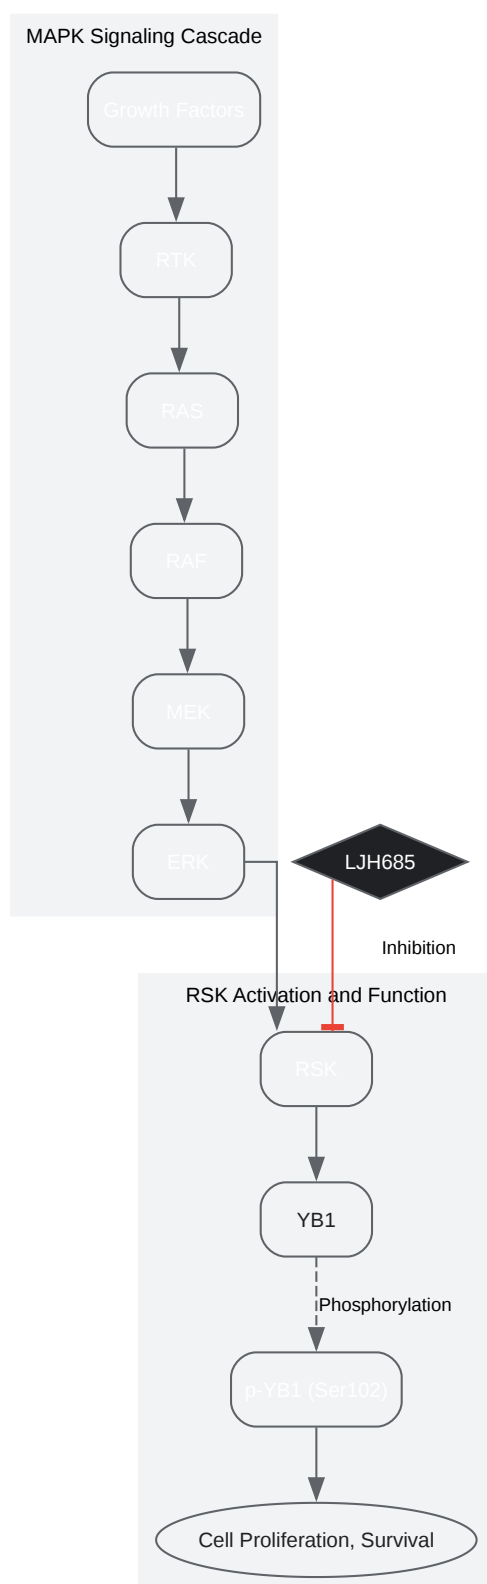 MAPK Signaling Cascade
Growth Factors
RTK
RAS
RAF
MEK
ERK
LJH685
Inhibition
RSK Activation and Function
RSK
YB1
Phosphorylation
p-YB1 (Ser102)
Cell Proliferation, Survival